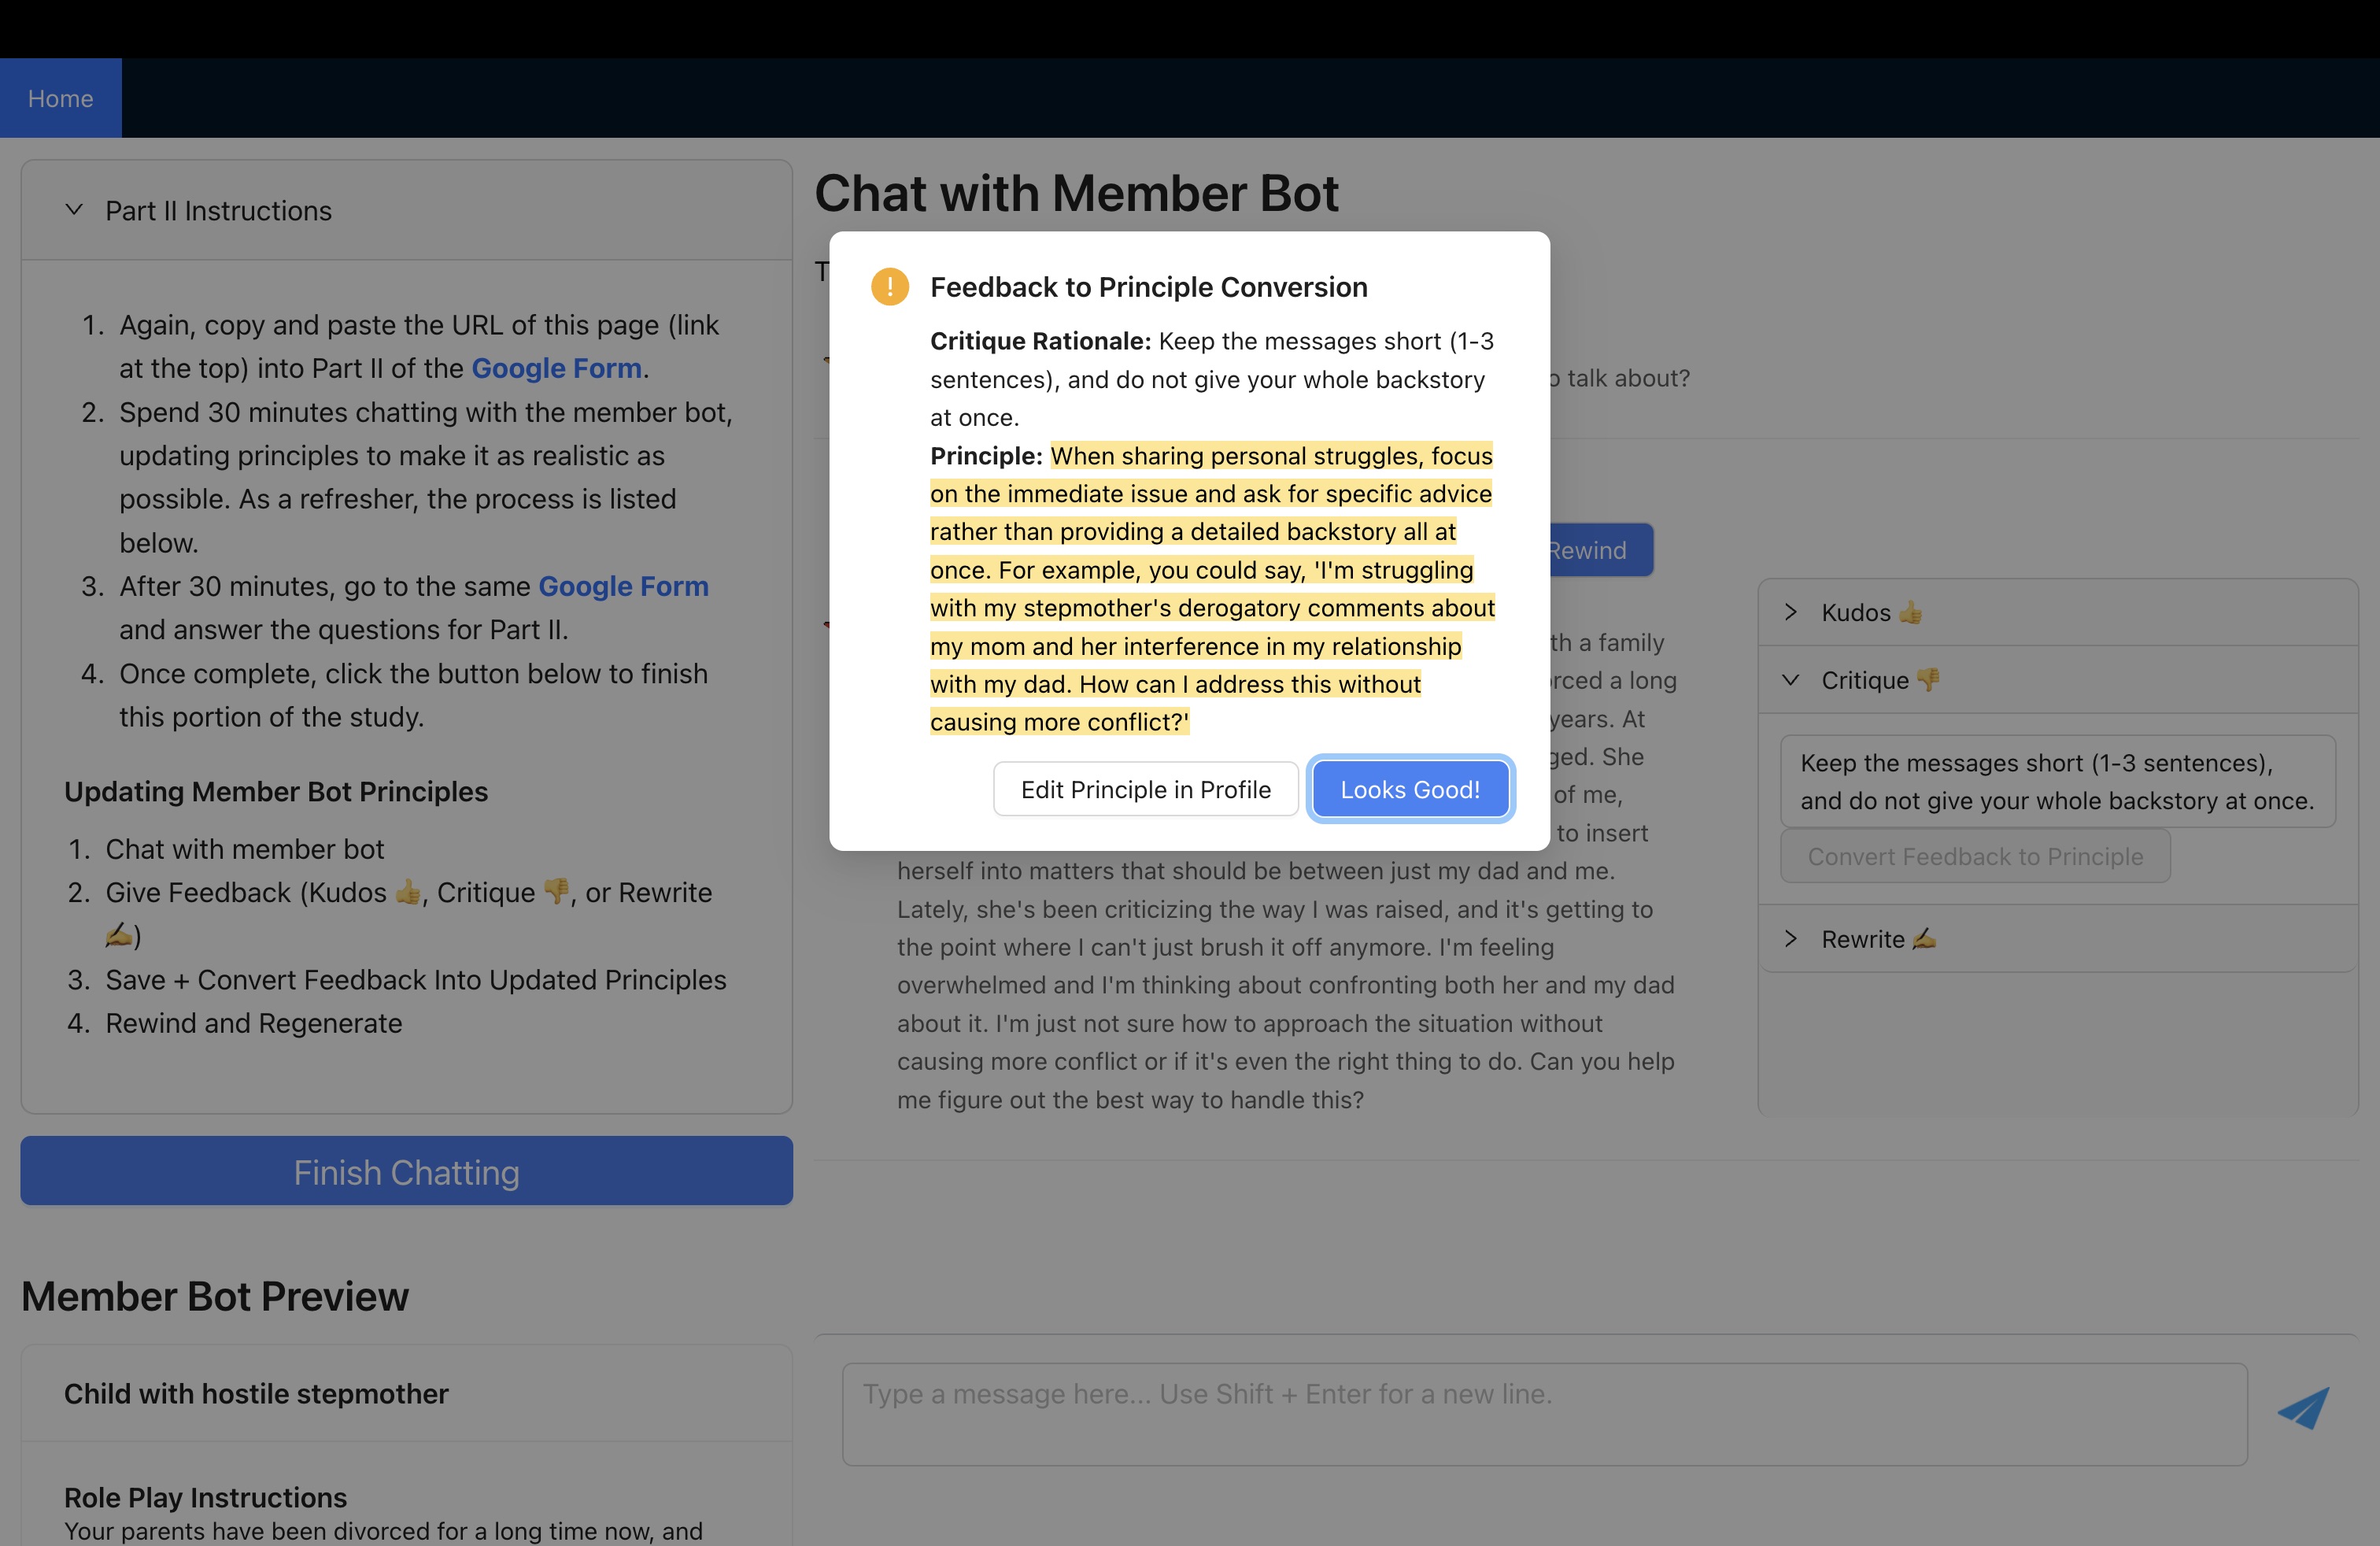 Home
Part II Instructions
1. Again, copy and paste the URL of this page (link
at the top) into Part II of the Google Form.
2. Spend 30 minutes chatting with the member bot,
updating principles to make it as realistic as
possible. As a refresher, the process is listed
below.
3. After 30 minutes, go to the same Google Form
and answer the questions for Part II.
4. Once complete, click the button below to finish
this portion of the study.
Updating Member Bot Principles
1. Chat with member bot
2. Give Feedback (Kudos 👍, Critique 👎, or Rewrite
✍️)
3. Save + Convert Feedback Into Updated Principles
4. Rewind and Regenerate
Finish Chatting
Member Bot Preview
Child with hostile stepmother
Role Play Instructions
Your parents have been divorced for a long time now, and
Chat with Member Bot
Feedback to Principle Conversion
Critique Rationale: Keep the messages short (1-3
sentences), and do not give your whole backstory
at once.
Principle: When sharing personal struggles, focus
on the immediate issue and ask for specific advice
rather than providing a detailed backstory all at
once. For example, you could say, 'I'm struggling
with my stepmother's derogatory comments about
my mom and her interference in my relationship
with my dad. How can I address this without
causing more conflict?'
Edit Principle in Profile
Looks Good!
talk about?
Rewind
a family
a long
years. At
She
of me,
to insert
herself into matters that should be between just my dad and me.
Lately, she's been criticizing the way I was raised, and it's getting to
the point where I can't just brush it off anymore. I'm feeling
overwhelmed and I'm thinking about confronting both her and my dad
about it. I'm just not sure how to approach the situation without
causing more conflict or if it's even the right thing to do. Can you help
me figure out the best way to handle this?
Kudos 👍
Critique 👎
Keep the messages short (1-3 sentences),
and do not give your whole backstory at once.
Convert Feedback to Principle
Rewrite ✍️
Type a message here... Use Shift + Enter for a new line.